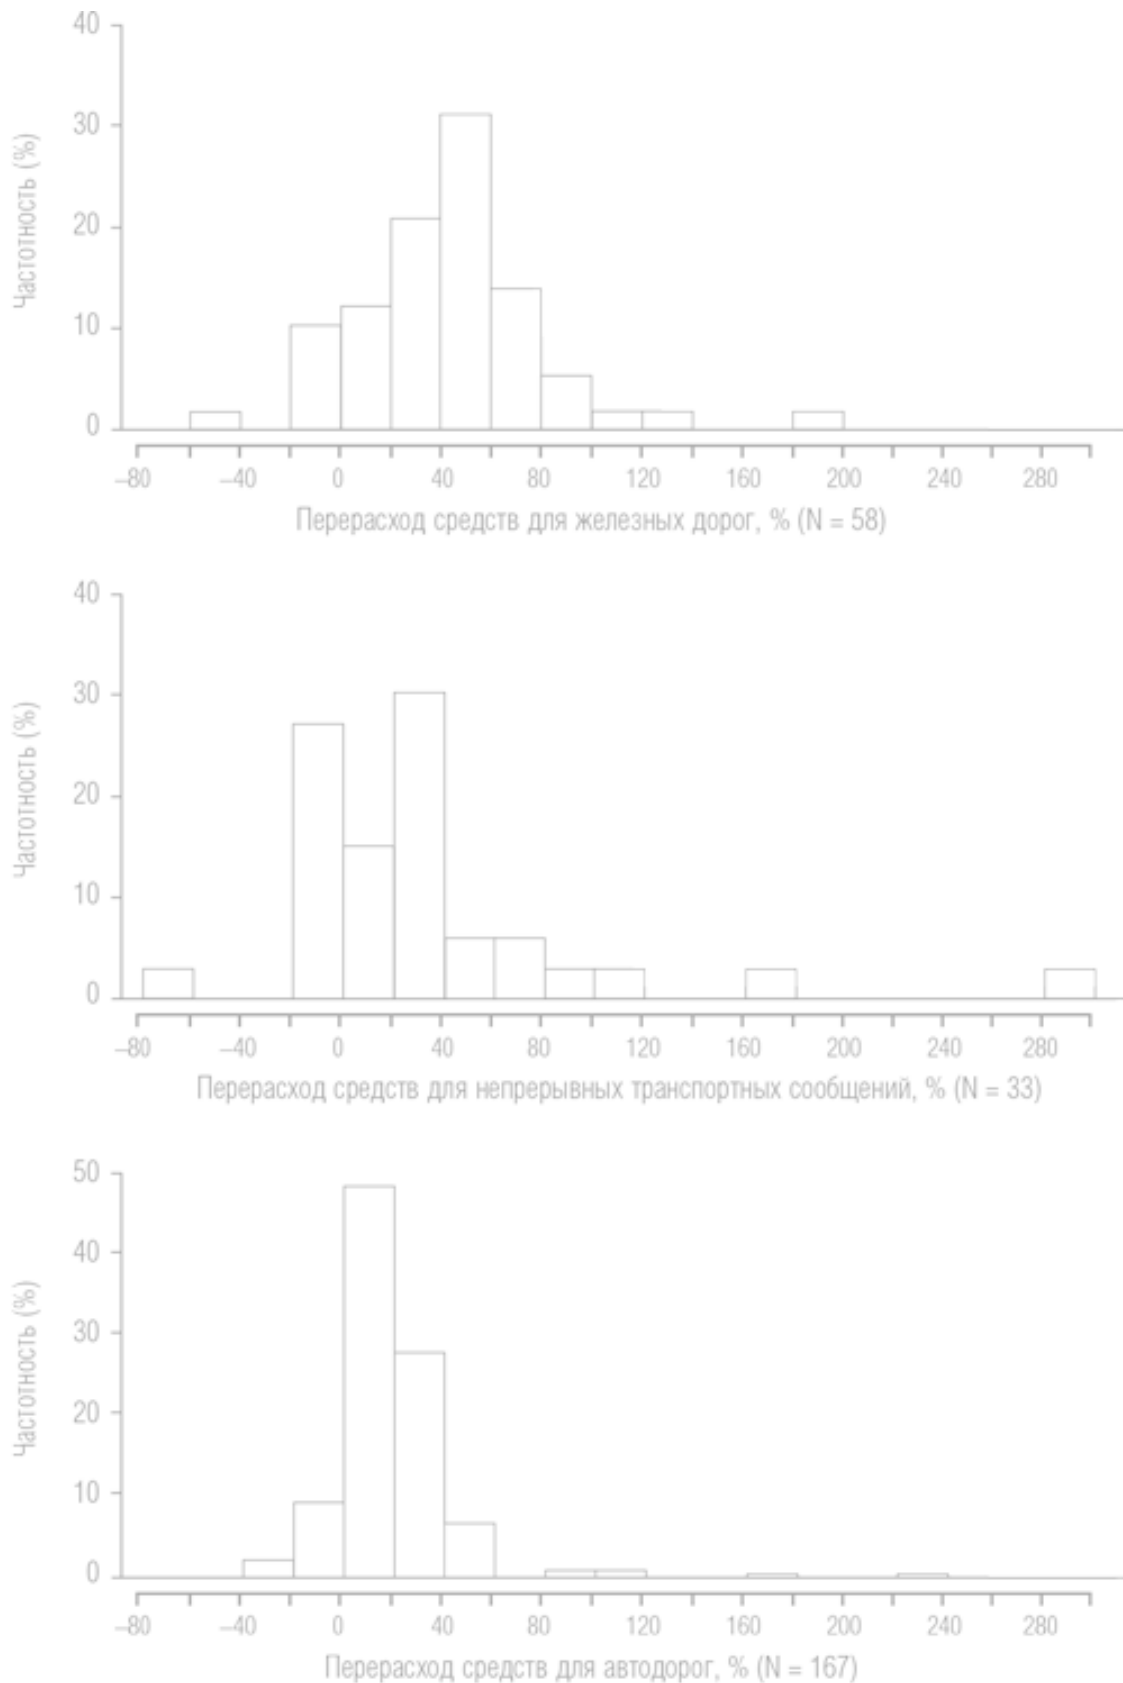 40
30
20
10
0
Частотность (%)
–80 –40 0 40 80 120 160 200 240 280
Перерасход средств для железных дорог, % (N = 58)
40
30
20
10
0
Частотность (%)
–80 –40 0 40 80 120 160 200 240 280
Перерасход средств для непрерывных транспортных сообщений, % (N = 33)
50
40
30
20
10
0
Частотность (%)
–80 –40 0 40 80 120 160 200 240 280
Перерасход средств для автодорог, % (N = 167)